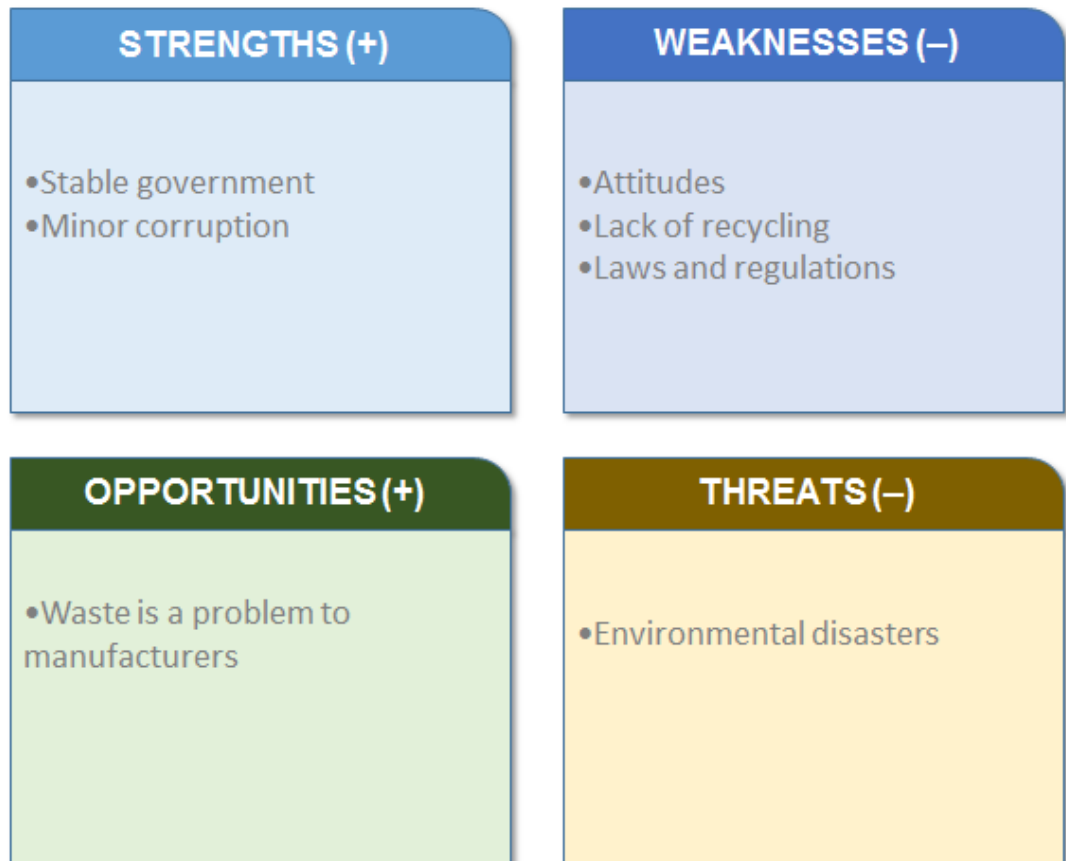 STRENGTHS (+)
•Stable government
•Minor corruption
WEAKNESSES (–)
•Attitudes
•Lack of recycling
•Laws and regulations
OPPORTUNITIES (+)
•Waste is a problem to
manufacturers
THREATS (–)
•Environmental disasters